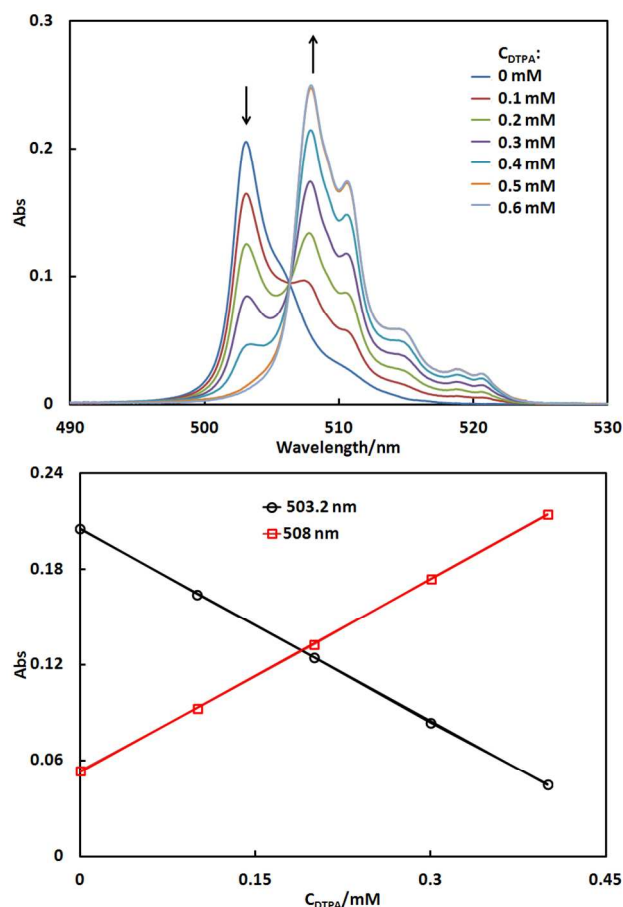 0.3
0.2
0.1
0
Abs
C_DTPA:
0 mM
0.1 mM
0.2 mM
0.3 mM
0.4 mM
0.5 mM
0.6 mM
490 500 510 520 530
Wavelength/nm
0.24
0.18
0.12
0.06
0
Abs
503.2 nm
508 nm
0 0.15 0.3 0.45
C_DTPA/mM